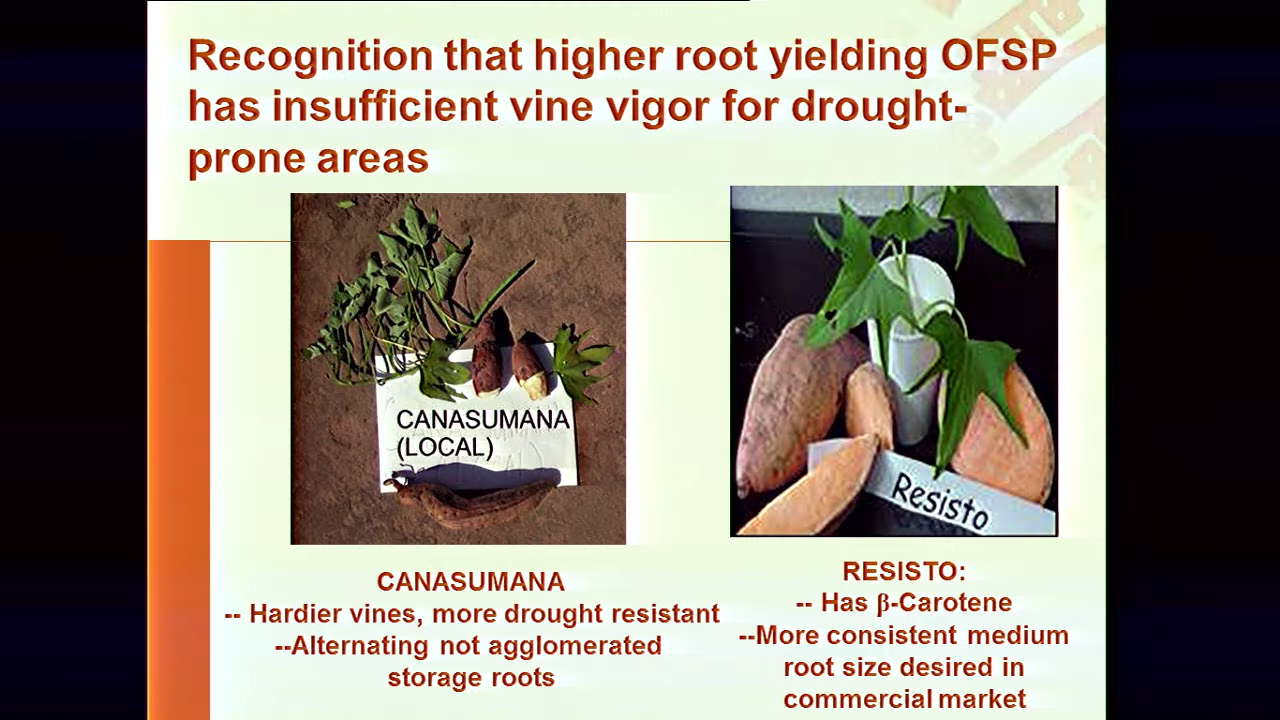 Recognition that higher root yielding OFSP
has insufficient vine vigor for drought-
prone areas
CANASUMANA
(LOCAL)
Resisto
CANASUMANA
-- Hardier vines, more drought resistant
--Alternating not agglomerated
storage roots
RESISTO:
-- Has β-Carotene
--More consistent medium
root size desired in
commercial market